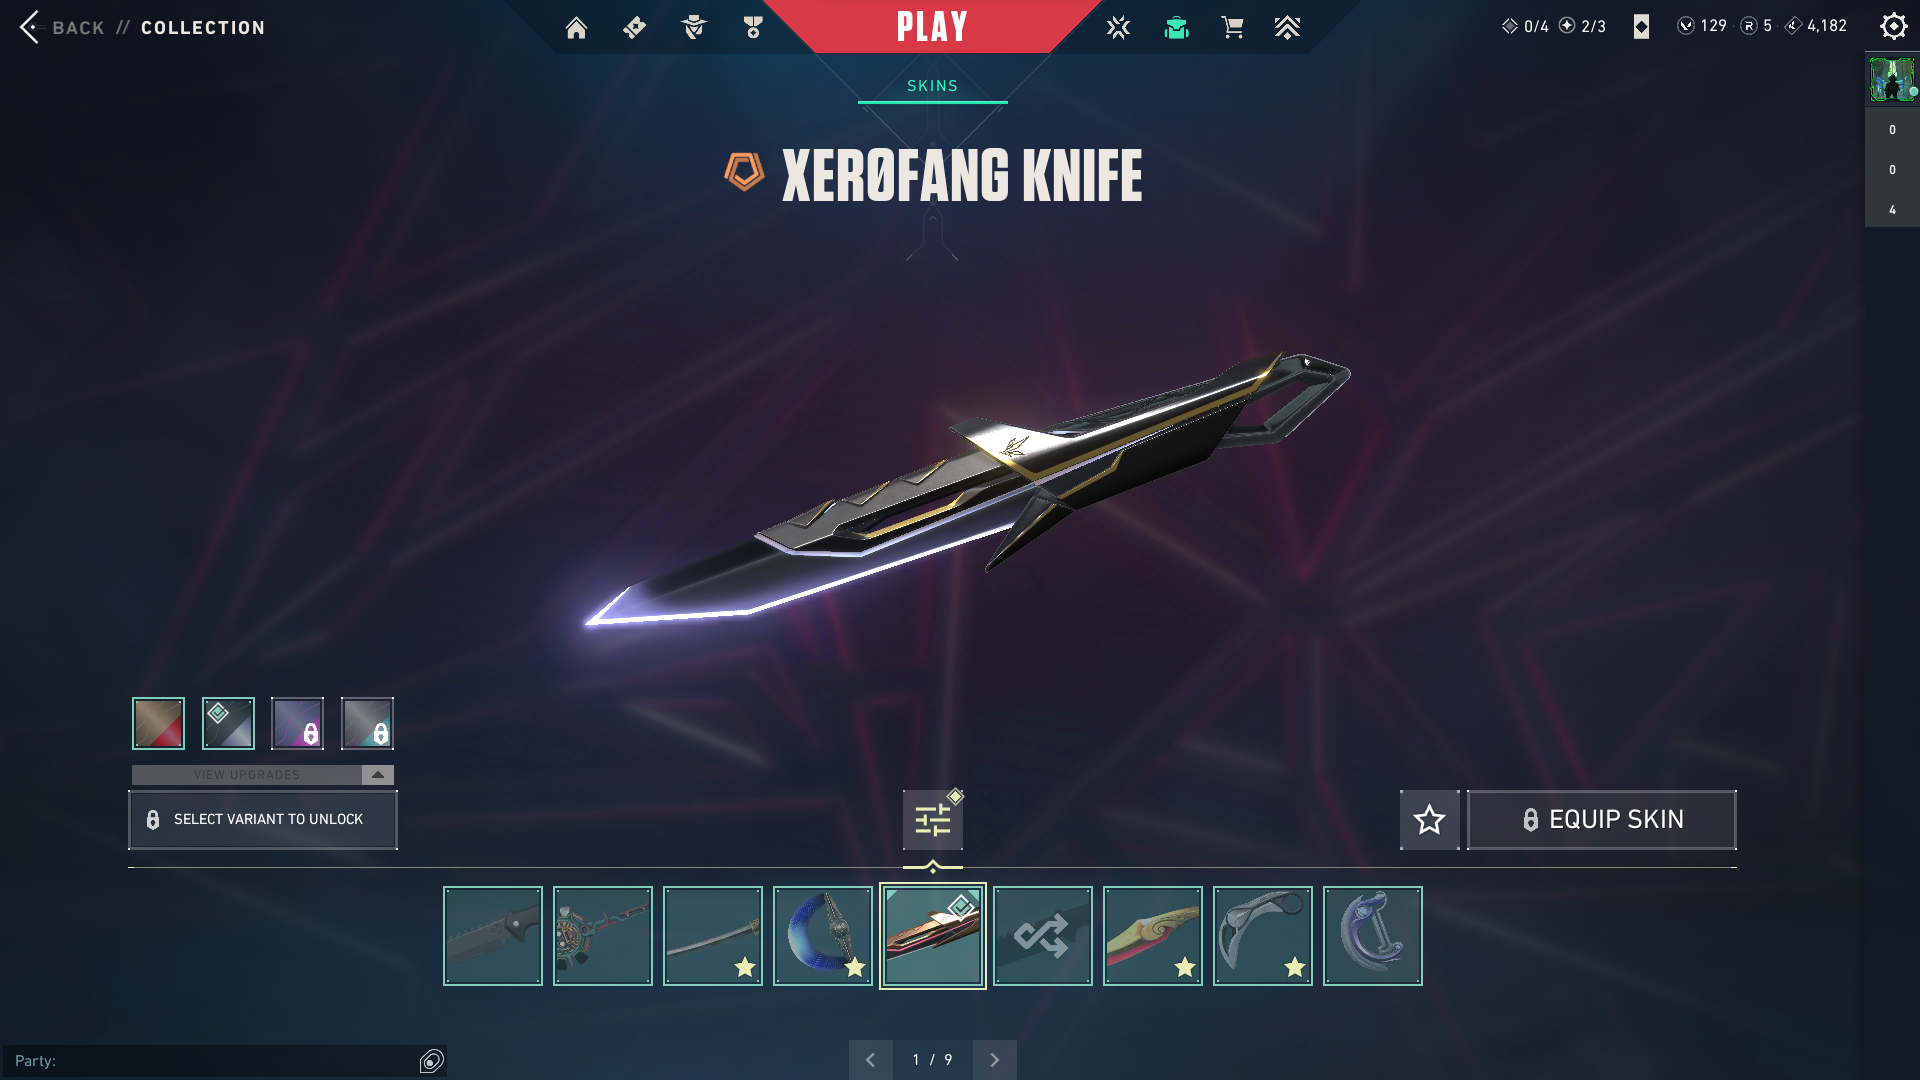 BACK // COLLECTION
PLAY
0/4 2/3 129 R 5 4,182
SKINS
XERØFANG KNIFE
0
0
4
VIEW UPGRADES
SELECT VARIANT TO UNLOCK
EQUIP SKIN
Party:
1 / 9